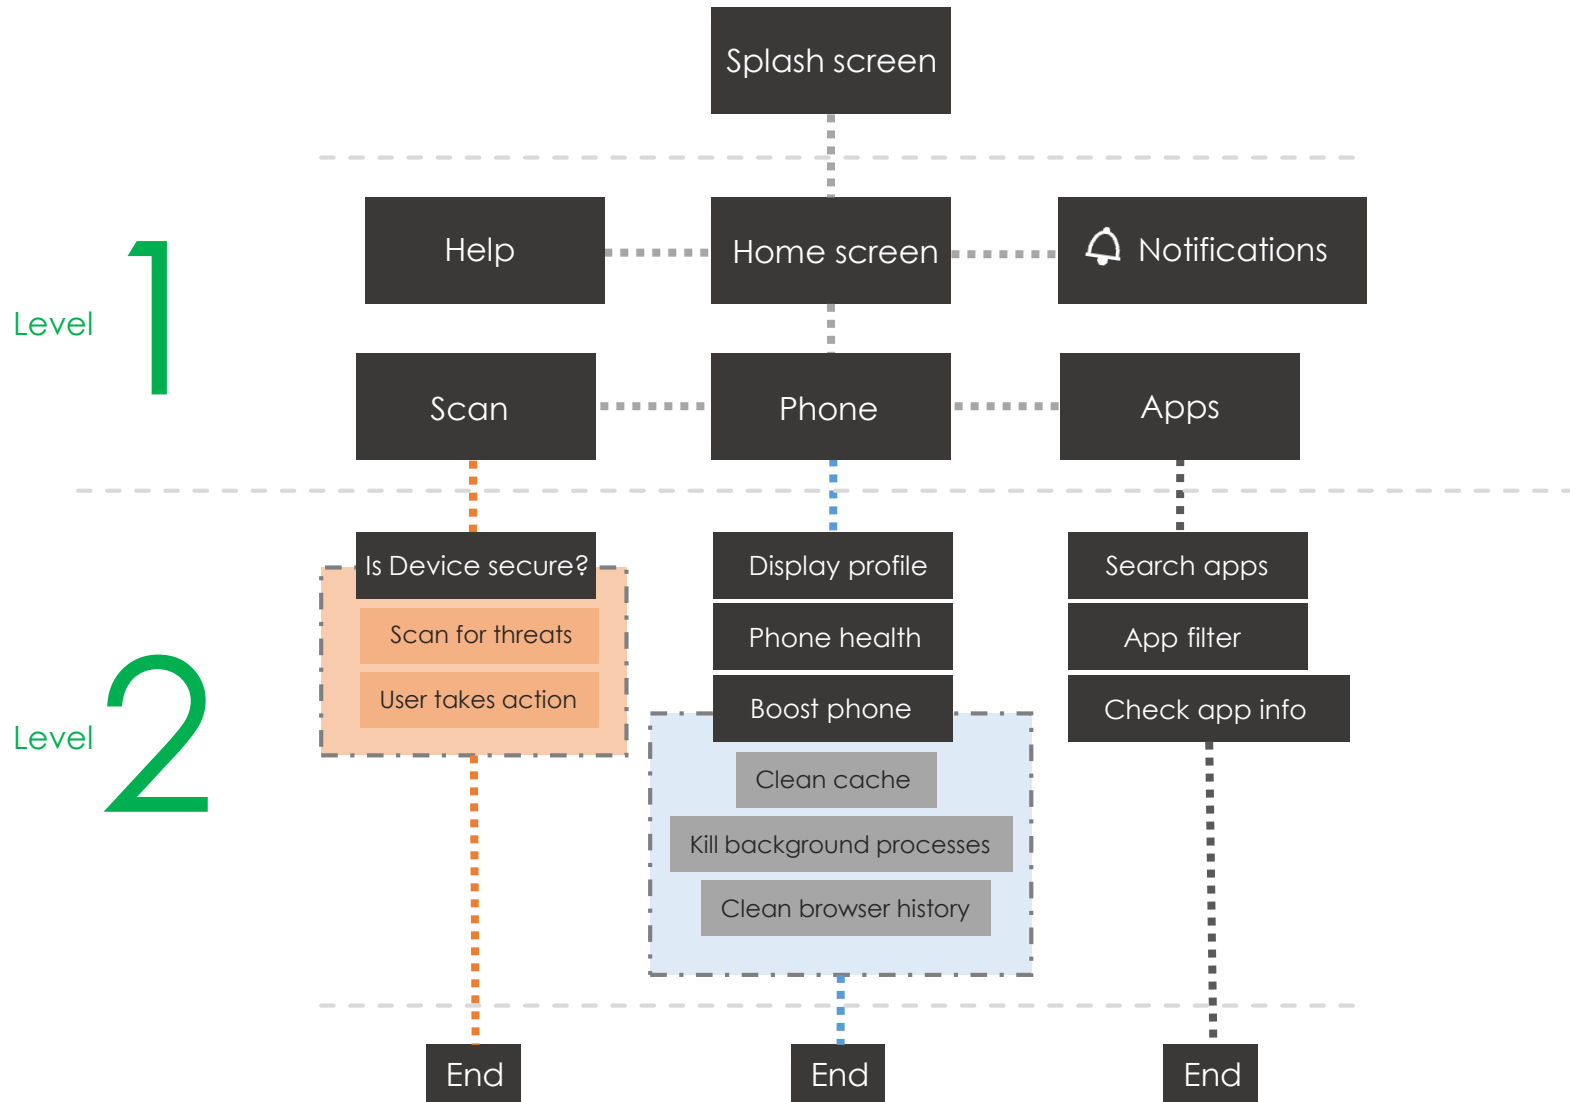 Splash screen
Help
Home screen
Notifications
Level 1
Scan
Phone
Apps
Is Device secure?
Display profile
Search apps
Scan for threats
Phone health
App filter
User takes action
Boost phone
Check app info
Level 2
Clean cache
Kill background processes
Clean browser history
End
End
End